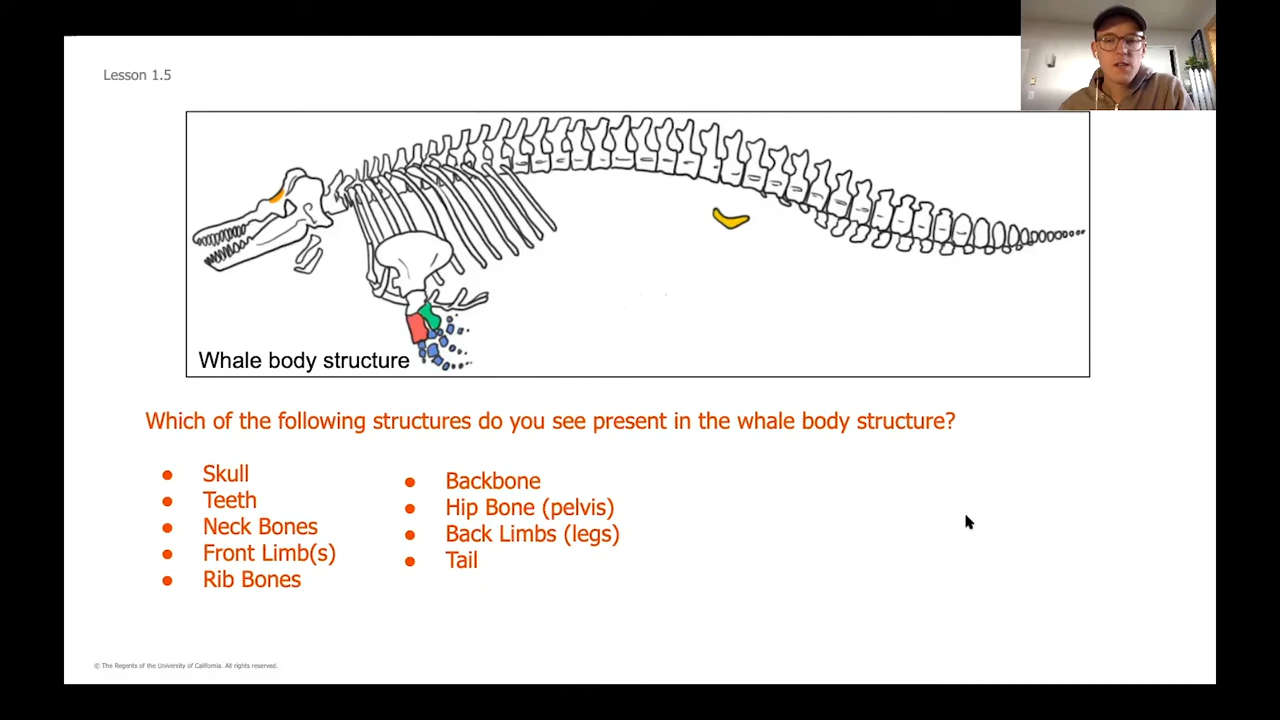 Lesson 1.5
Whale body structure
Which of the following structures do you see present in the whale body structure?
● Skull
● Teeth
● Neck Bones
● Front Limb(s)
● Rib Bones
● Backbone
● Hip Bone (pelvis)
● Back Limbs (legs)
● Tail
© The Regents of the University of California. All rights reserved.